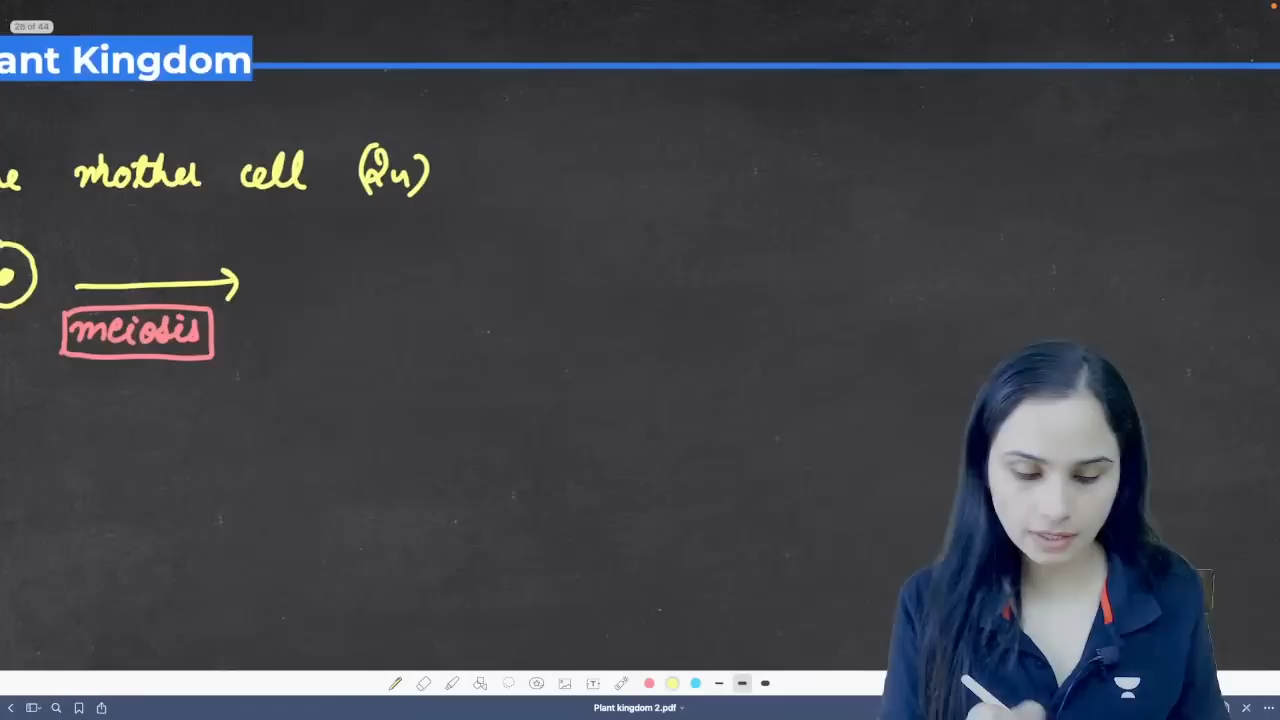 28 of 44
ant Kingdom
e mother cell (2n)
meiosis
Plant kingdom 2.pdf